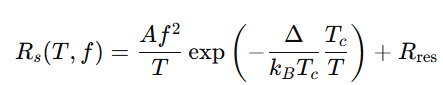 R_s(T, f) = \frac{A f^2}{T} \exp\left( -\frac{\Delta}{k_B T_c} \frac{T_c}{T} \right) + R_{\text{res}}